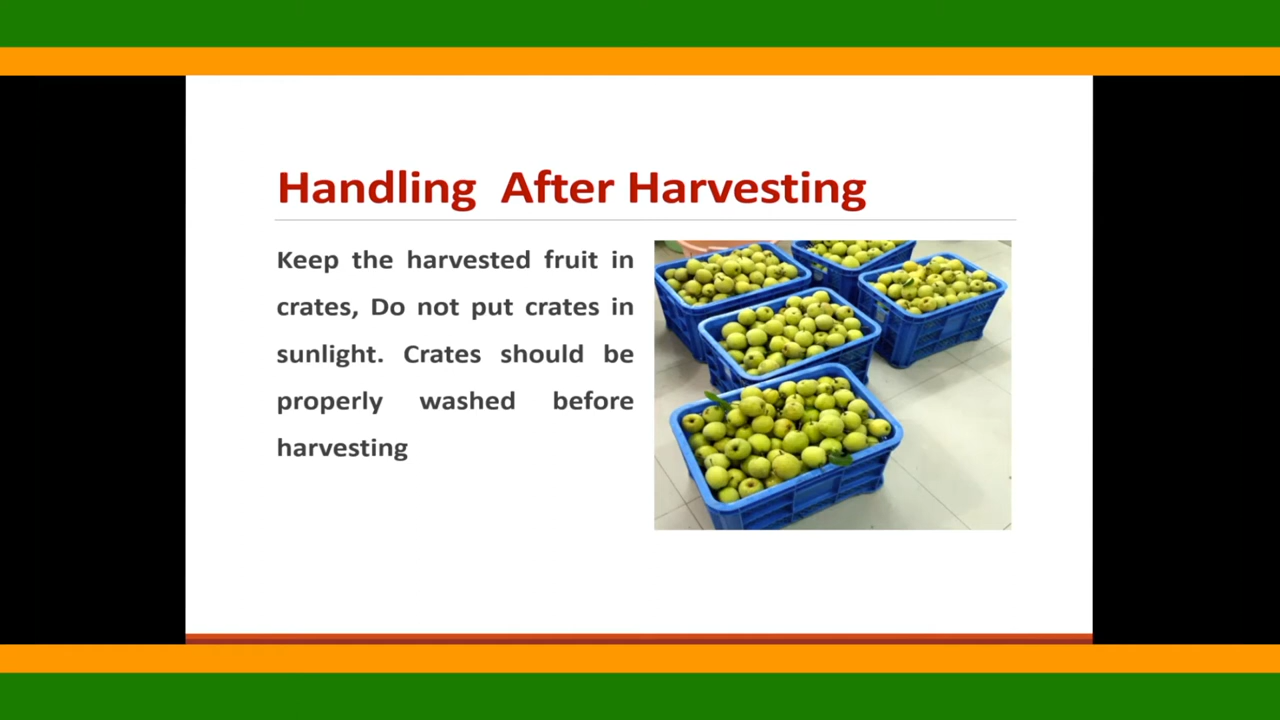 Handling After Harvesting
Keep the harvested fruit in
crates, Do not put crates in
sunlight. Crates should be
properly washed before
harvesting